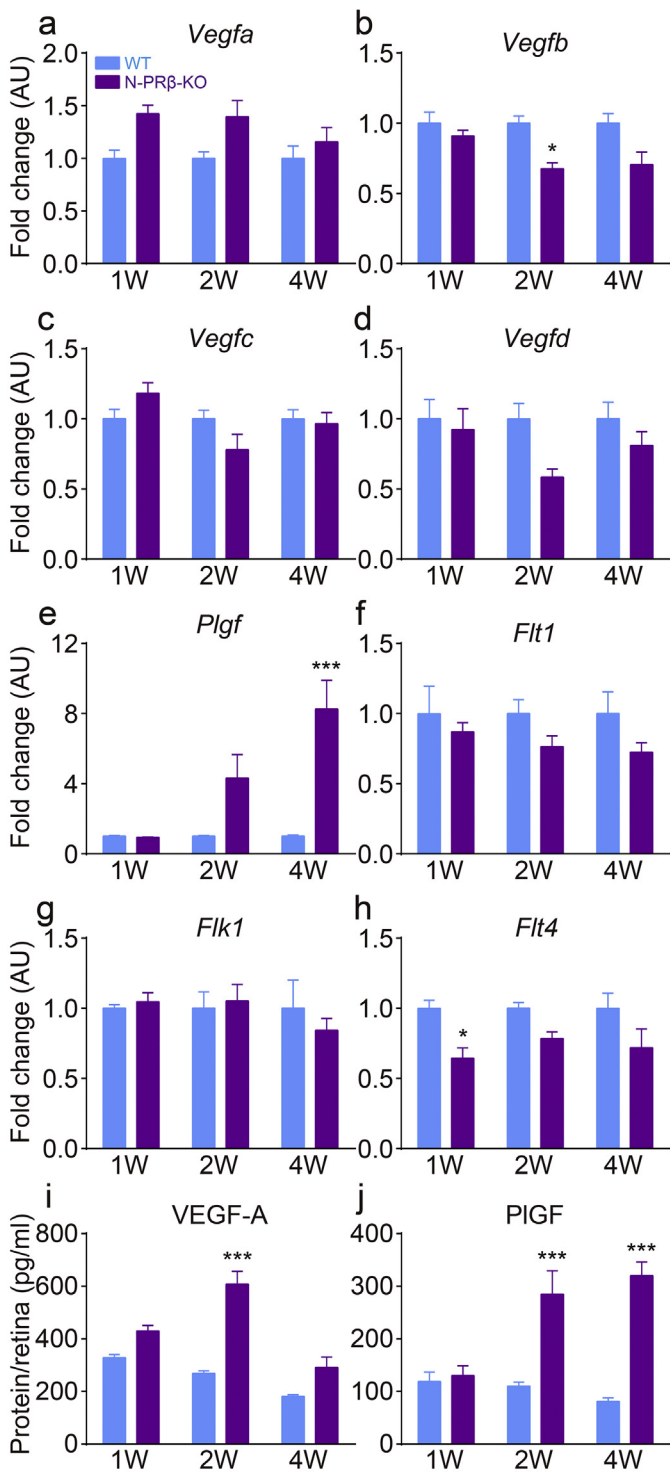 a
Vegfa
Fold change (AU)
2.0
1.5
1.0
0.5
0.0
WT
N-PRβ-KO
1W
2W
4W
b
Vegfb
1.5
1.0
0.5
0.0
*
1W
2W
4W
c
Vegfc
Fold change (AU)
1.5
1.0
0.5
0.0
1W
2W
4W
d
Vegfd
1.5
1.0
0.5
0.0
1W
2W
4W
e
Plgf
Fold change (AU)
12
8
4
0
***
1W
2W
4W
f
Flt1
1.5
1.0
0.5
0.0
1W
2W
4W
g
Flk1
Fold change (AU)
1.5
1.0
0.5
0.0
1W
2W
4W
h
Flt4
1.5
1.0
0.5
0.0
*
1W
2W
4W
i
VEGF-A
Protein/retina (pg/ml)
800
600
400
200
0
***
1W
2W
4W
j
PlGF
400
300
200
100
0
***
***
1W
2W
4W